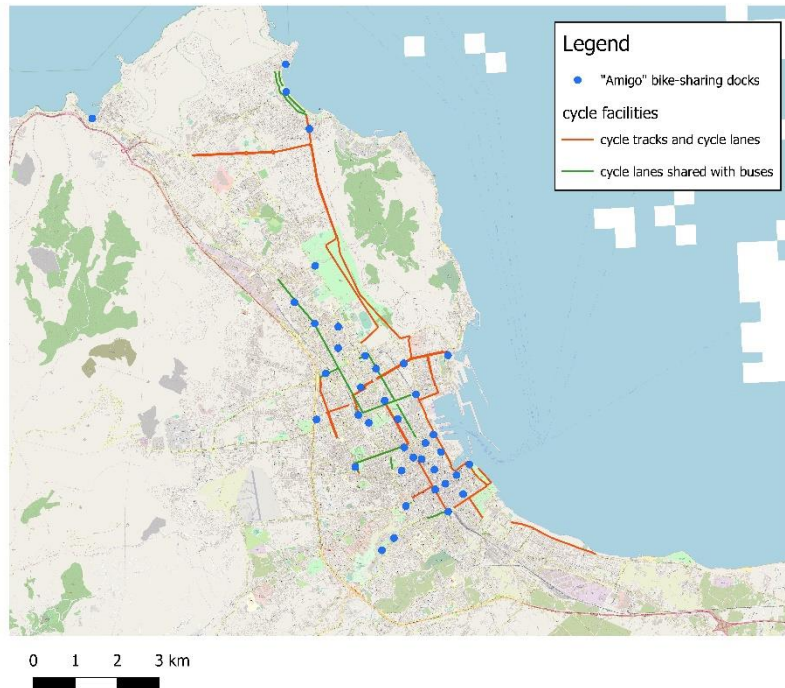 Legend
"Amigo" bike-sharing docks
cycle facilities
cycle tracks and cycle lanes
cycle lanes shared with buses
0 1 2 3 km